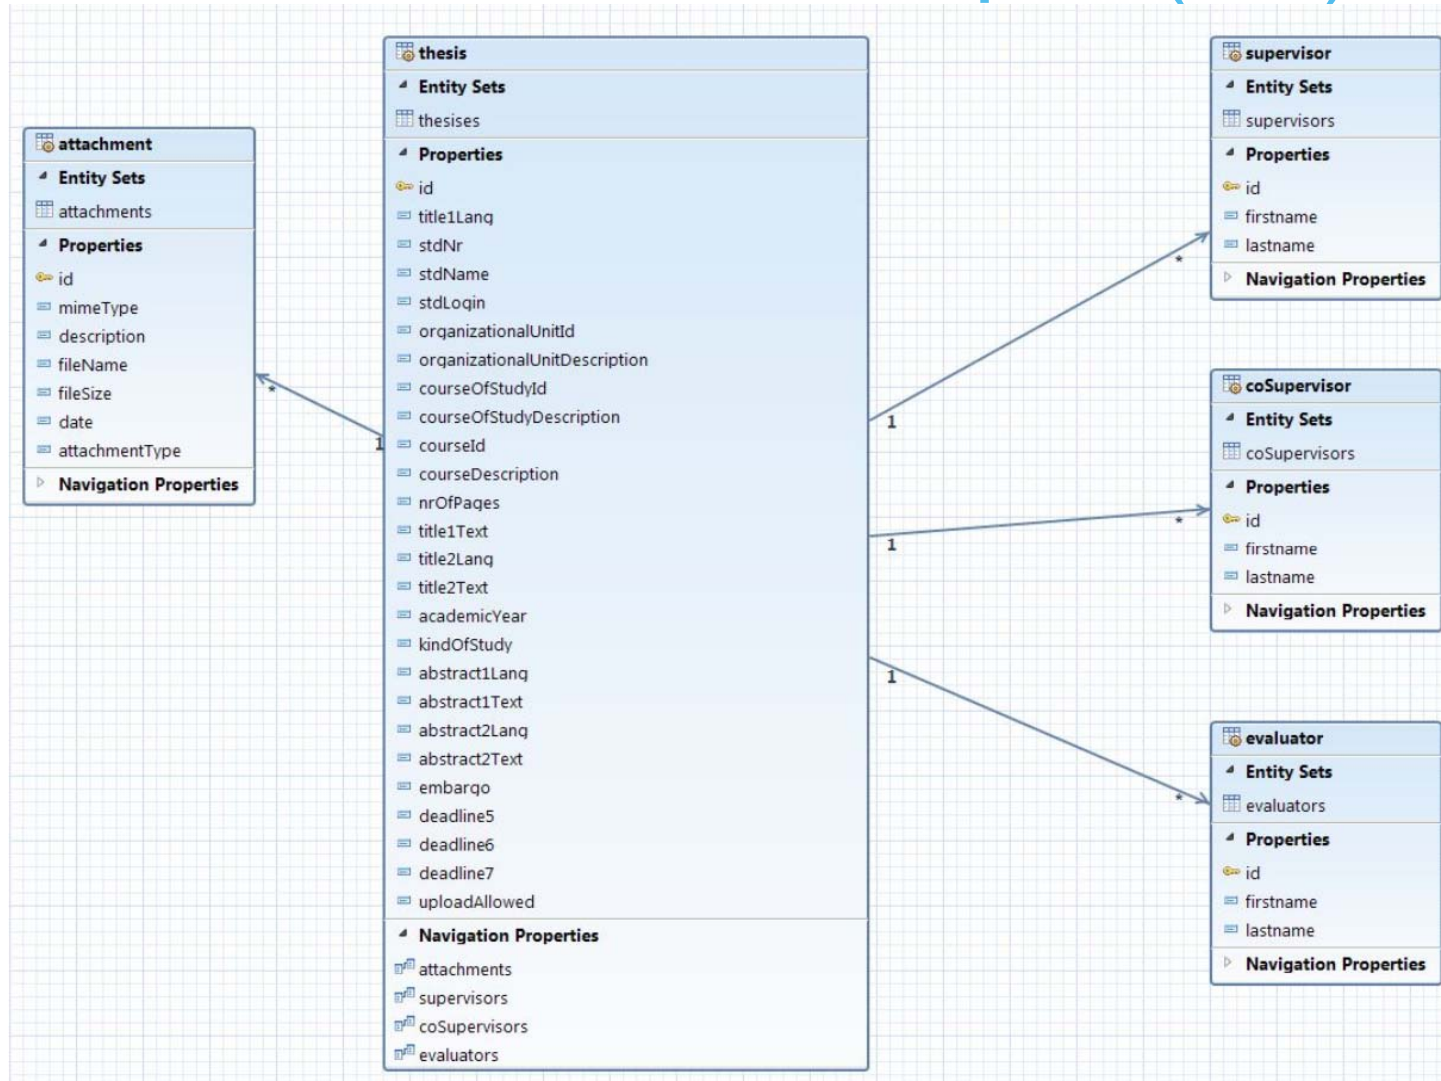 attachment
Entity Sets
attachments
Properties
id
mimeType
description
fileName
fileSize
date
attachmentType
Navigation Properties
*
1
thesis
Entity Sets
thesises
Properties
id
title1Lang
stdNr
stdName
stdLogin
organizationalUnitId
organizationalUnitDescription
courseOfStudyId
courseOfStudyDescription
courseId
courseDescription
nrOfPages
title1Text
title2Lang
title2Text
academicYear
kindOfStudy
abstract1Lang
abstract1Text
abstract2Lang
abstract2Text
embargo
deadline5
deadline6
deadline7
uploadAllowed
Navigation Properties
attachments
supervisors
coSupervisors
evaluators
1
*
1
*
1
*
supervisor
Entity Sets
supervisors
Properties
id
firstname
lastname
Navigation Properties
coSupervisor
Entity Sets
coSupervisors
Properties
id
firstname
lastname
Navigation Properties
evaluator
Entity Sets
evaluators
Properties
id
firstname
lastname
Navigation Properties